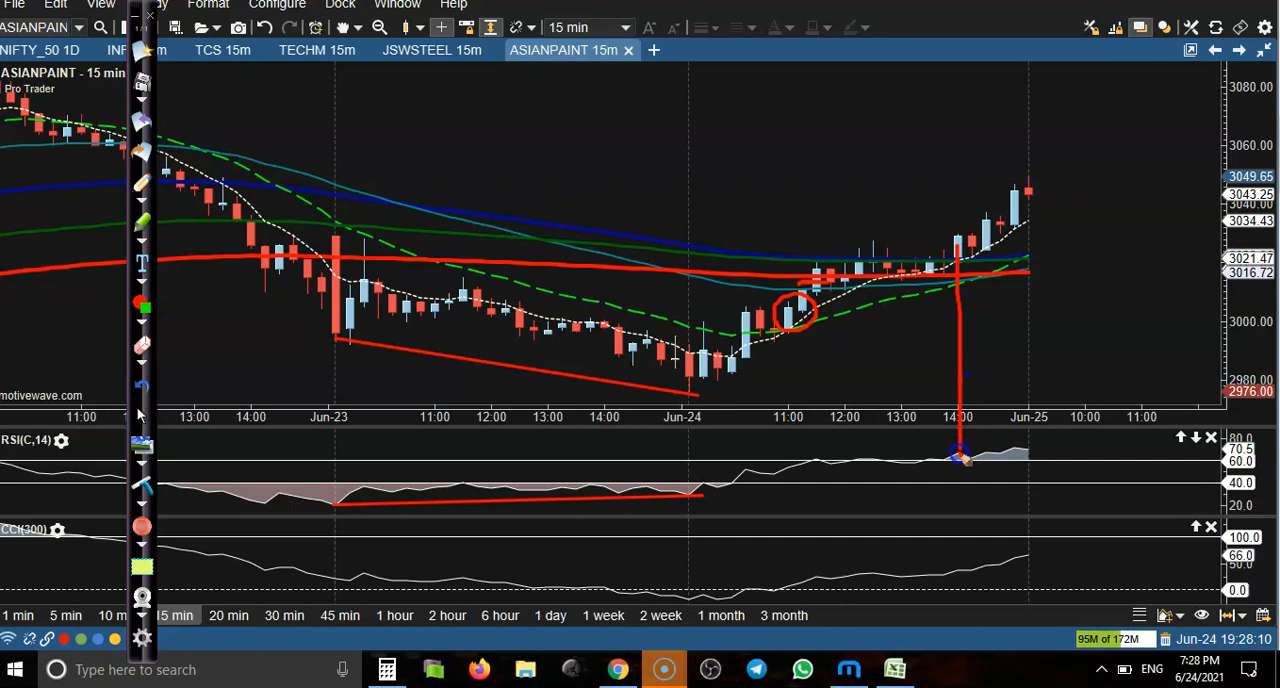 File Edit View Format Configure Dock Window Help
ASIANPAIN 15 min
NIFTY_50 1D TCS 15m TECHM 15m JSWSTEEL 15m ASIANPAINT 15m
ASIANPAINT - 15 min
Pro Trader
3080.00
3060.00
3049.65
3043.25
3040.00
3034.43
3021.47
3016.72
3000.00
2980.00
2976.00
motivewave.com
11:00 13:00 14:00 Jun-23 11:00 12:00 13:00 14:00 Jun-24 11:00 12:00 13:00 14:00 Jun-25 10:00 11:00
RSI(C,14)
80.0
70.5
60.0
40.0
20.0
CCI(300)
100.0
66.0
50.0
0.0
1 min 5 min 10 m 15 min 20 min 30 min 45 min 1 hour 2 hour 6 hour 1 day 1 week 2 week 1 month 3 month
95M of 172M Jun-24 19:28:10
Type here to search
ENG
7:28 PM
6/24/2021